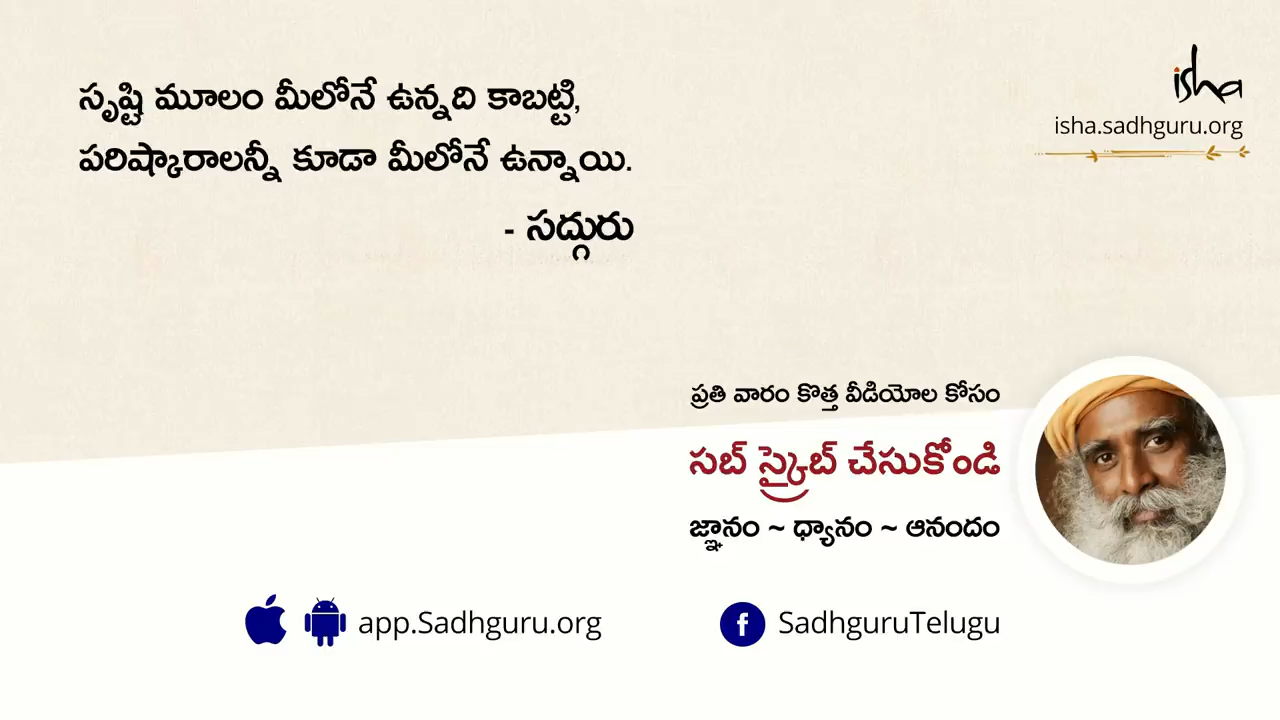 సృష్టి మూలం మీలోనే ఉన్నది కాబట్టి,
పరిష్కారాలన్నీ కూడా మీలోనే ఉన్నాయి.
- సద్గురు
isha
isha.sadhguru.org
ప్రతి వారం కొత్త వీడియోల కోసం
సబ్ స్క్రైబ్ చేసుకోండి
జ్ఞానం ~ ధ్యానం ~ ఆనందం
app.Sadhguru.org
SadhguruTelugu